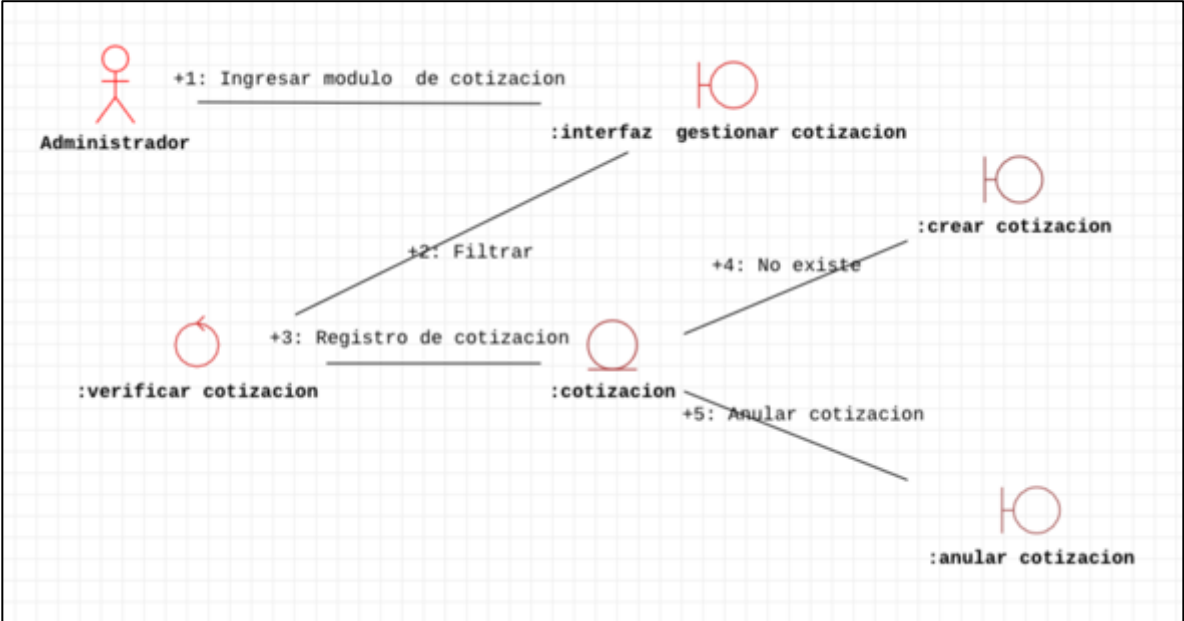 +1: Ingresar modulo de cotizacion
Administrador
:interfaz gestionar cotizacion
:crear cotizacion
+2: Filtrar
+4: No existe
+3: Registro de cotizacion
:verificar cotizacion
:cotizacion
+5: Anular cotizacion
:anular cotizacion